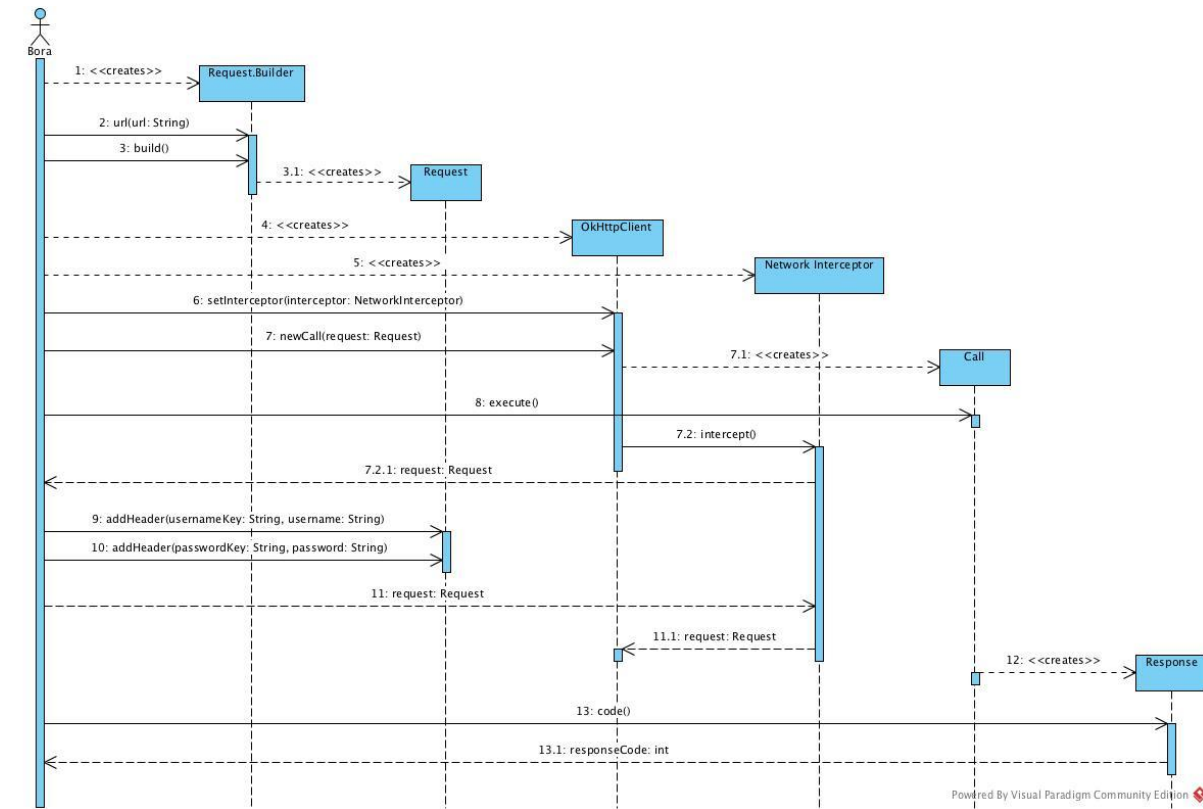 Bora
1: <<creates>>
Request.Builder
2: url(url: String)
3: build()
3.1: <<creates>>
Request
4: <<creates>>
OkHttpClient
5: <<creates>>
Network Interceptor
6: setInterceptor(interceptor: NetworkInterceptor)
7: newCall(request: Request)
7.1: <<creates>>
Call
8: execute()
7.2: intercept()
7.2.1: request: Request
9: addHeader(usernameKey: String, username: String)
10: addHeader(passwordKey: String, password: String)
11: request: Request
11.1: request: Request
12: <<creates>>
Response
13: code()
13.1: responseCode: int
Powered By Visual Paradigm Community Edition